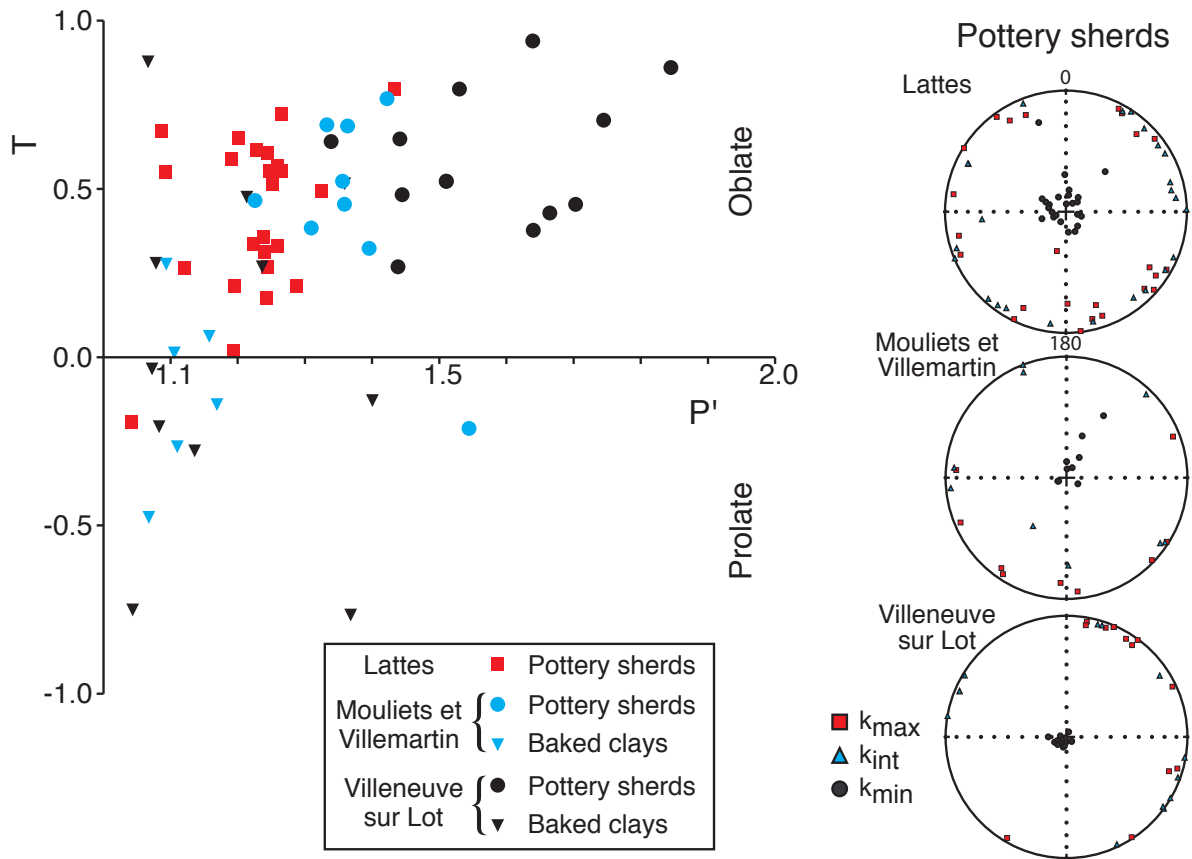 1.0
0.5
0.0
-0.5
-1.0
T
1.1
1.5
2.0
P'
Oblate
Prolate
Lattes
Pottery sherds
Mouliets et
Villemartin
Pottery sherds
Baked clays
Villeneuve
sur Lot
Pottery sherds
Baked clays
Pottery sherds
Lattes
0
180
Mouliets et
Villemartin
Villeneuve
sur Lot
kmax
kint
kmin